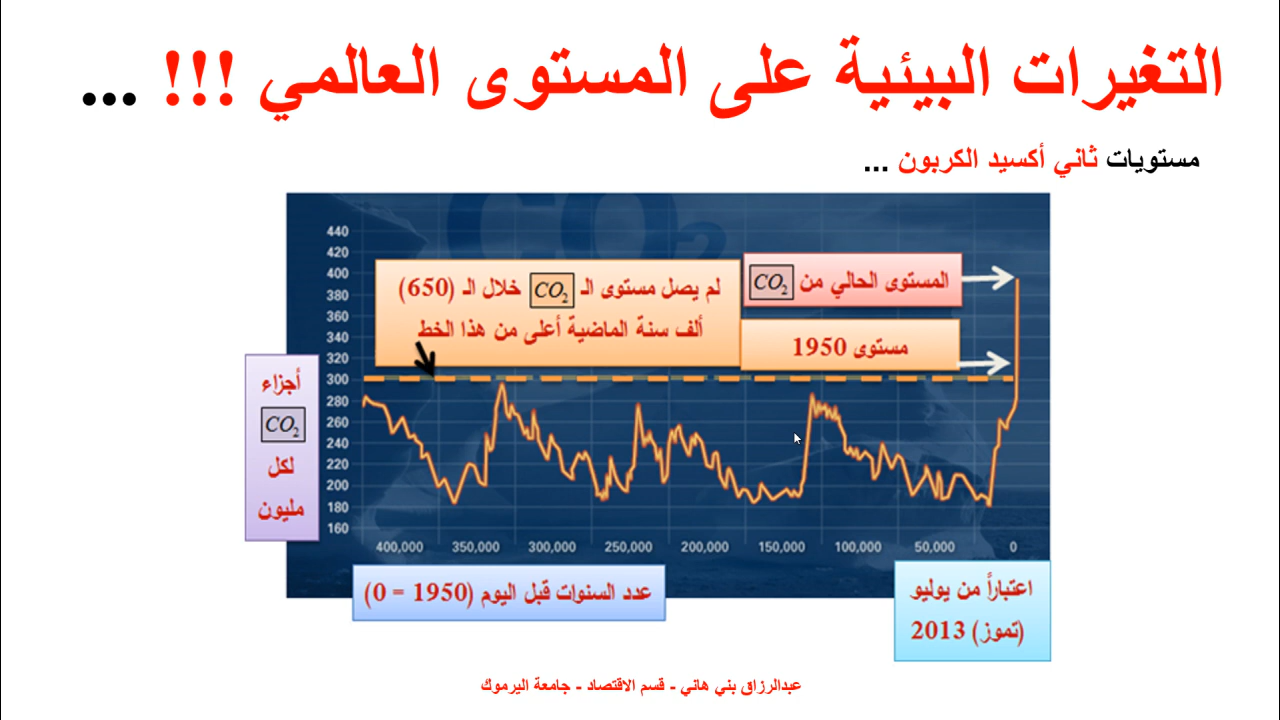 التغيرات البيئية على المستوى العالمي !!! ...
مستويات ثاني أكسيد الكربون ...
CO2
440
420
400
380
360
340
320
300
280
260
240
220
200
180
160
المستوى الحالي من CO2
لم يصل مستوى الـ CO2 خلال الـ (650)
ألف سنة الماضية أعلى من هذا الخط
مستوى 1950
أجزاء
CO2
لكل
مليون
400,000 350,000 300,000 250,000 200,000 150,000 100,000 50,000 0
عدد السنوات قبل اليوم (1950 = 0)
اعتباراً من يوليو
(تموز) 2013
عبدالرزاق بني هاني - قسم الاقتصاد - جامعة اليرموك